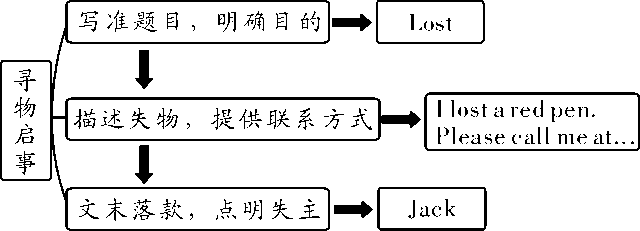 寻物启事
写准题目，明确目的
Lost
描述失物，提供联系方式
I lost a red pen.
Please call me at...
文末落款，点明失主
Jack